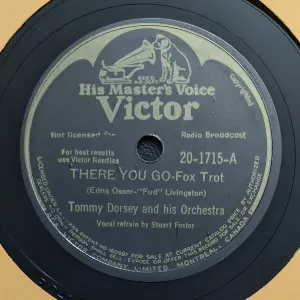 His Master's Voice
Victor
Not licensed for Radio Broadcast
For best results
use Victor Needles
20-1715-A
THERE YOU GO-Fox Trot
(Edna Osser-"Fud" Livingston)
Tommy Dorsey and his Orchestra
Vocal refrain by Stuart Foster
COMPANY LIMITED MONTREAL, CANADA